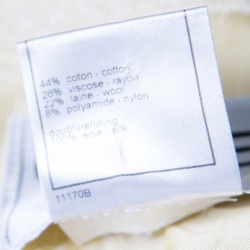 44% coton - cotton
26% viscose - rayon
22% laine - wool
8% polyamide - nylon
doublure/lining
100% soie - silk
11170B